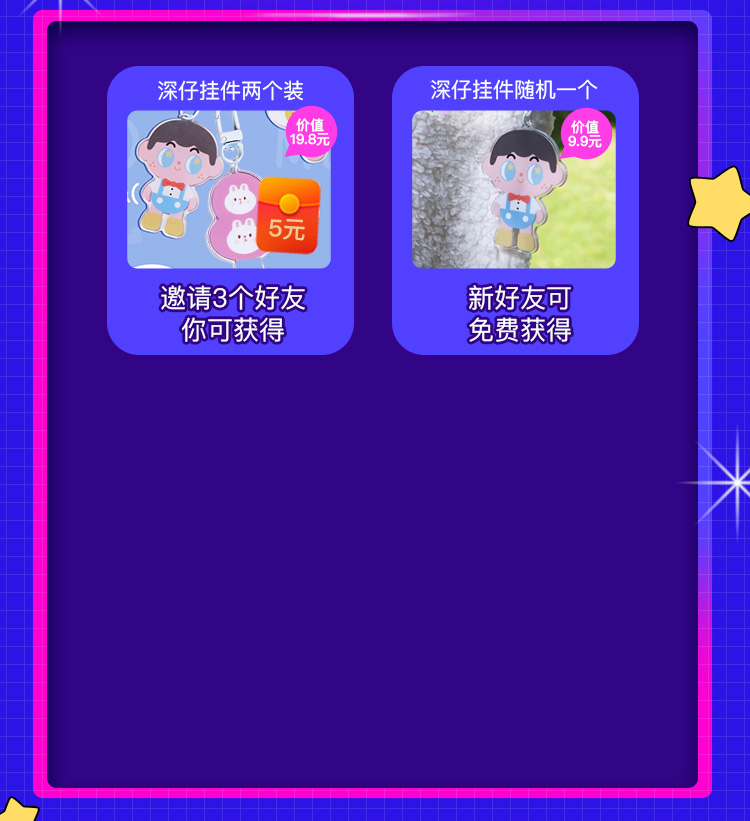 深仔挂件两个装
价值
19.8元
5元
邀请3个好友
你可获得
深仔挂件随机一个
价值
9.9元
新好友可
免费获得